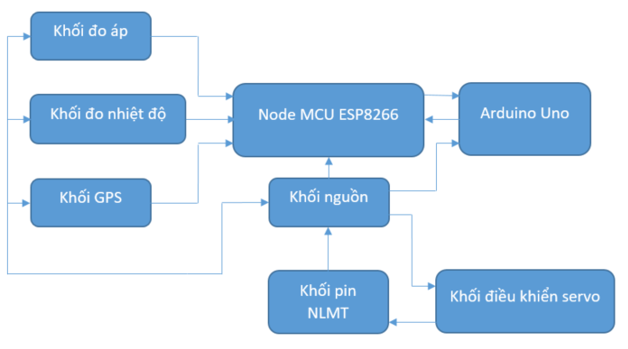 Khối đo áp
Khối đo nhiệt độ
Node MCU ESP8266
Arduino Uno
Khối GPS
Khối nguồn
Khối pin
NLMT
Khối điều khiển servo